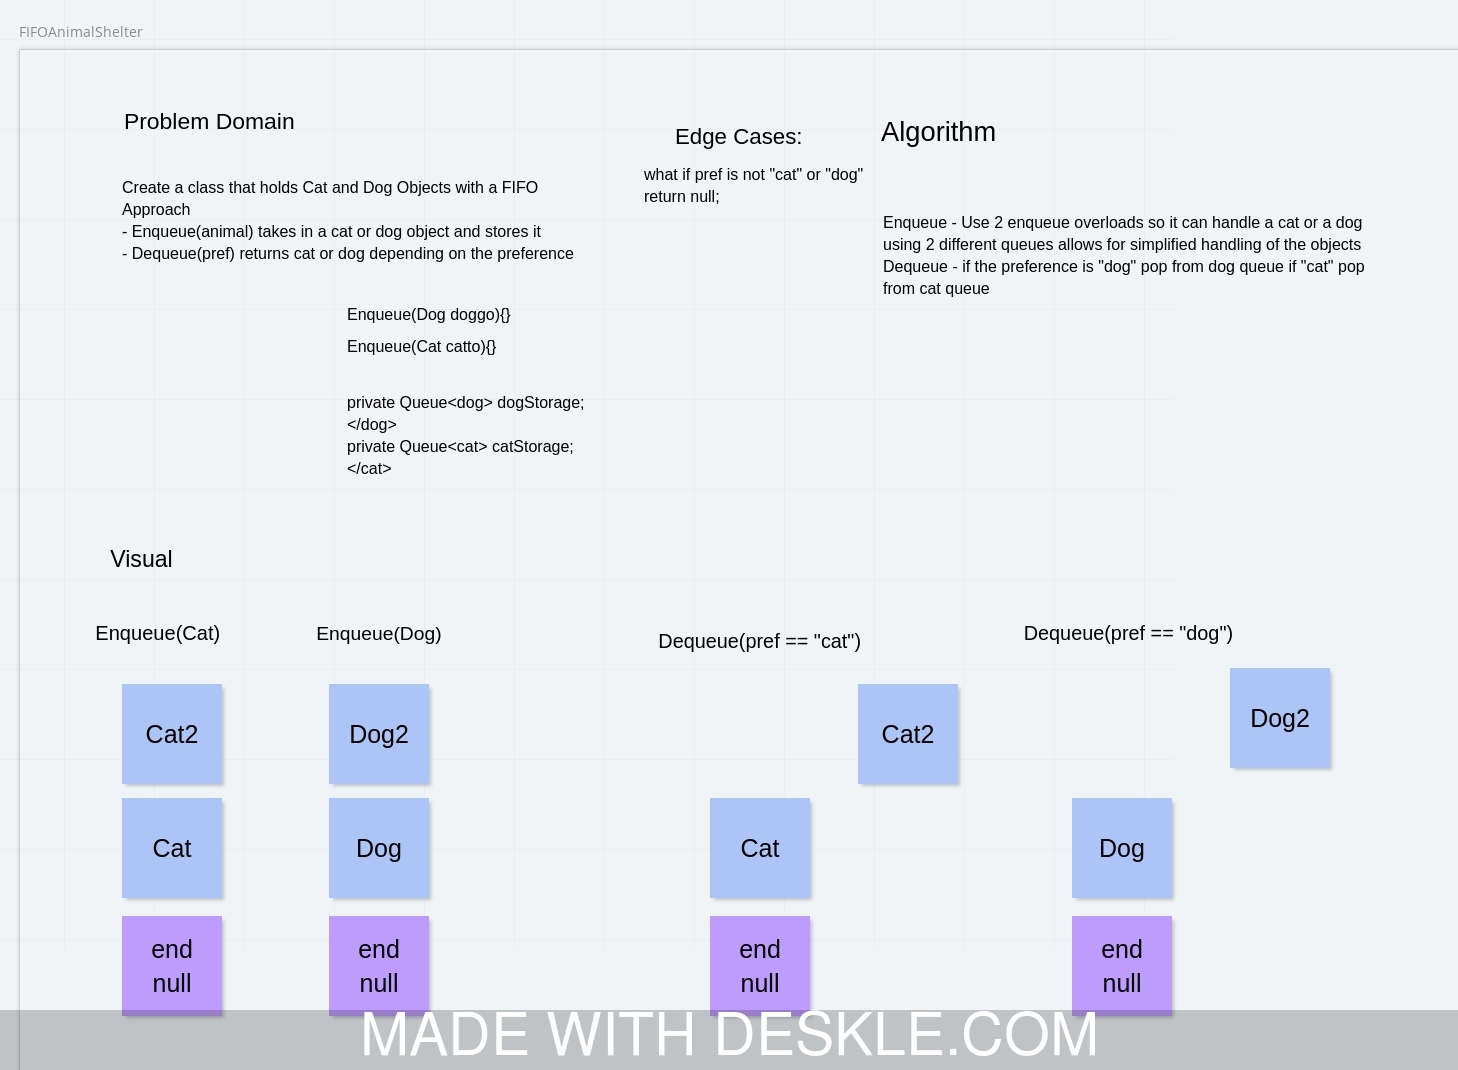 FIFOAnimalShelter
Problem Domain
Create a class that holds Cat and Dog Objects with a FIFO
Approach
- Enqueue(animal) takes in a cat or dog object and stores it
- Dequeue(pref) returns cat or dog depending on the preference
Enqueue(Dog doggo){}
Enqueue(Cat catto){}
private Queue<dog> dogStorage;
</dog>
private Queue<cat> catStorage;
</cat>
Edge Cases:
what if pref is not "cat" or "dog"
return null;
Algorithm
Enqueue - Use 2 enqueue overloads so it can handle a cat or a dog
using 2 different queues allows for simplified handling of the objects
Dequeue - if the preference is "dog" pop from dog queue if "cat" pop
from cat queue
Visual
Enqueue(Cat)
Cat2
Cat
end
null
Enqueue(Dog)
Dog2
Dog
end
null
Dequeue(pref == "cat")
Cat2
Cat
end
null
Dequeue(pref == "dog")
Dog2
Dog
end
null
MADE WITH DESKLE.COM